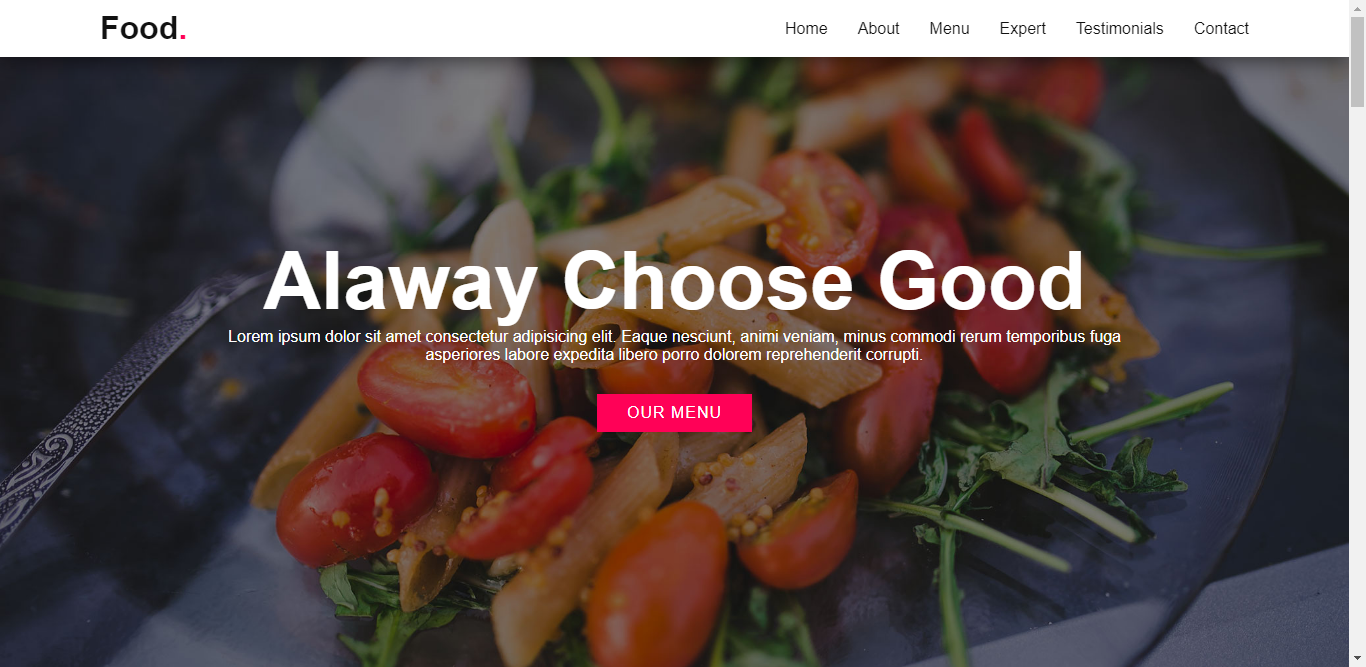 Food.
Home About Menu Expert Testimonials Contact
Alaway Choose Good
Lorem ipsum dolor sit amet consectetur adipisicing elit. Eaque nesciunt, animi veniam, minus commodi rerum temporibus fuga
asperiores labore expedita libero porro dolorem reprehenderit corrupti.
OUR MENU